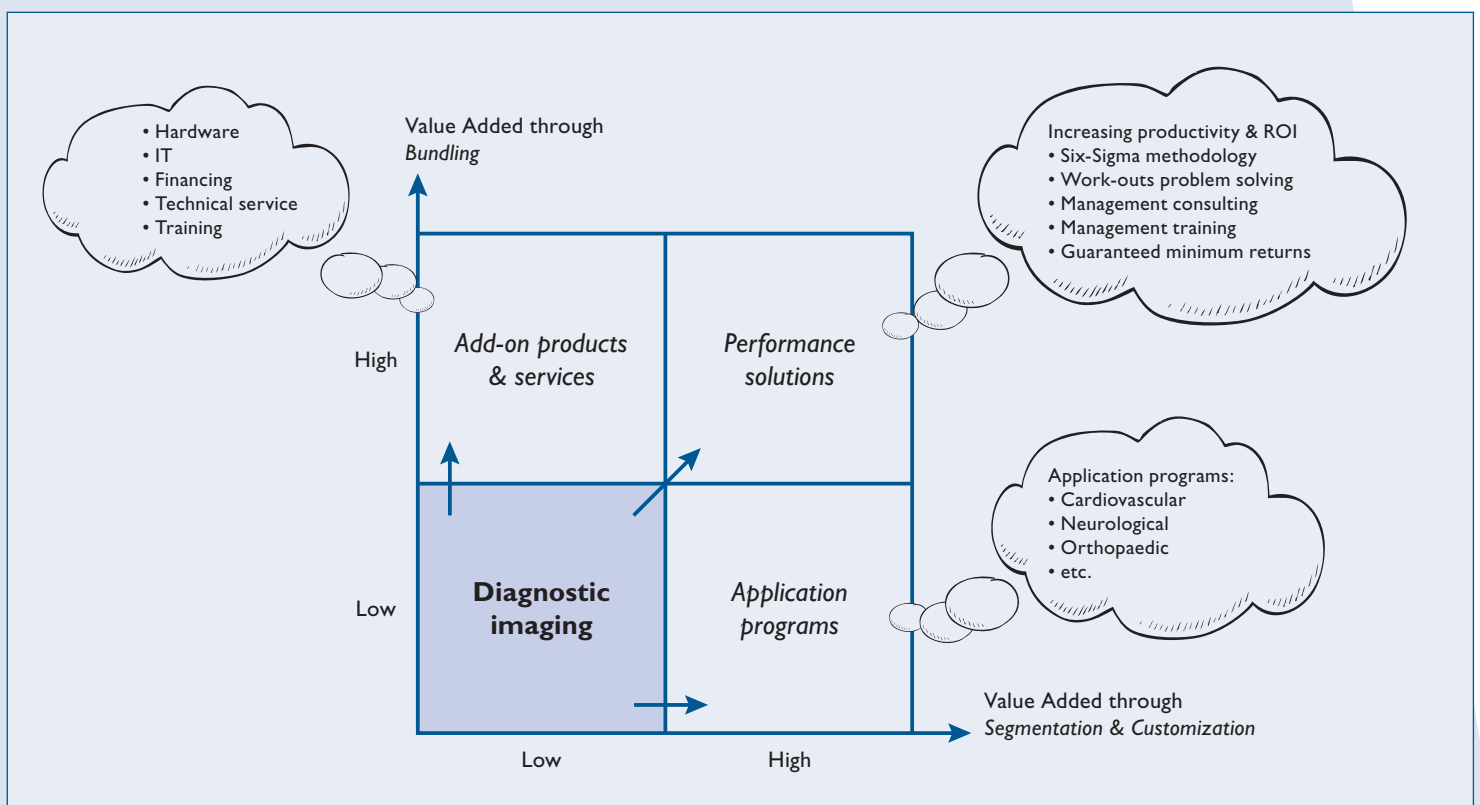 • Hardware
• IT
• Financing
• Technical service
• Training
Value Added through
Bundling
Increasing productivity & ROI
• Six-Sigma methodology
• Work-outs problem solving
• Management consulting
• Management training
• Guaranteed minimum returns
High
Add-on products
& services
Performance
solutions
Application programs:
• Cardiovascular
• Neurological
• Orthopaedic
• etc.
Low
Diagnostic
imaging
Application
programs
Value Added through
Segmentation & Customization
Low
High